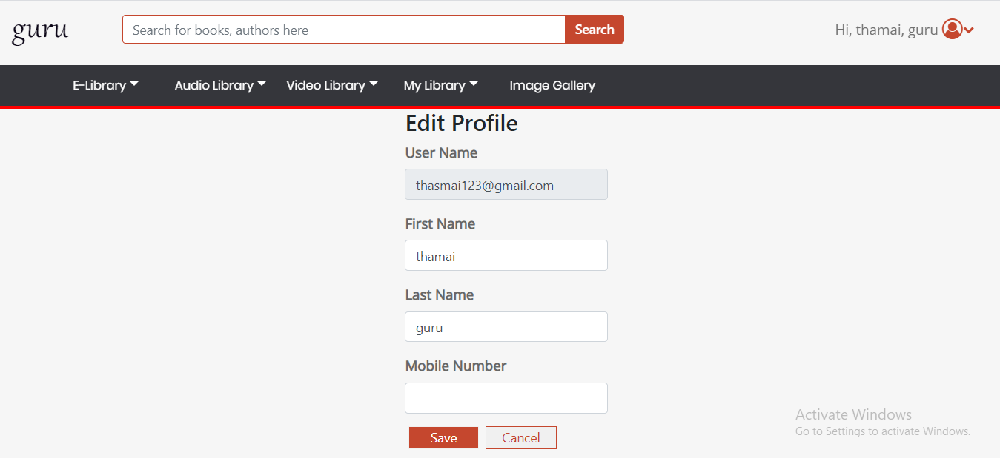 guru
Search for books, authors here
Search
Hi, thamai, guru
E-Library Audio Library Video Library My Library Image Gallery
Edit Profile
User Name
thasmai123@gmail.com
First Name
thamai
Last Name
guru
Mobile Number
Save Cancel
Activate Windows
Go to Settings to activate Windows.